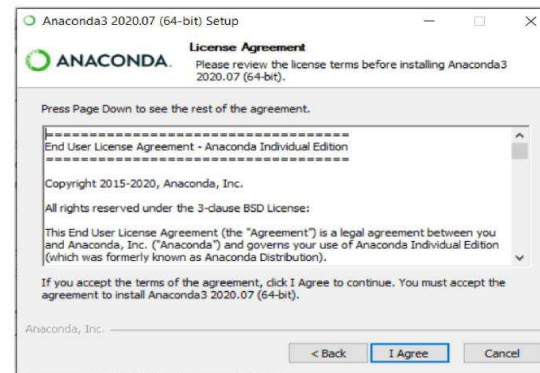 Anaconda3 2020.07 (64-bit) Setup
ANACONDA.
License Agreement
Please review the license terms before installing Anaconda3
2020.07 (64-bit).
Press Page Down to see the rest of the agreement.
===================================
End User License Agreement - Anaconda Individual Edition
===================================
Copyright 2015-2020, Anaconda, Inc.
All rights reserved under the 3-clause BSD License:
This End User License Agreement (the "Agreement") is a legal agreement between you
and Anaconda, Inc. ("Anaconda") and governs your use of Anaconda Individual Edition
(which was formerly known as Anaconda Distribution).
If you accept the terms of the agreement, click I Agree to continue. You must accept the
agreement to install Anaconda3 2020.07 (64-bit).
Anaconda, Inc.
< Back
I Agree
Cancel